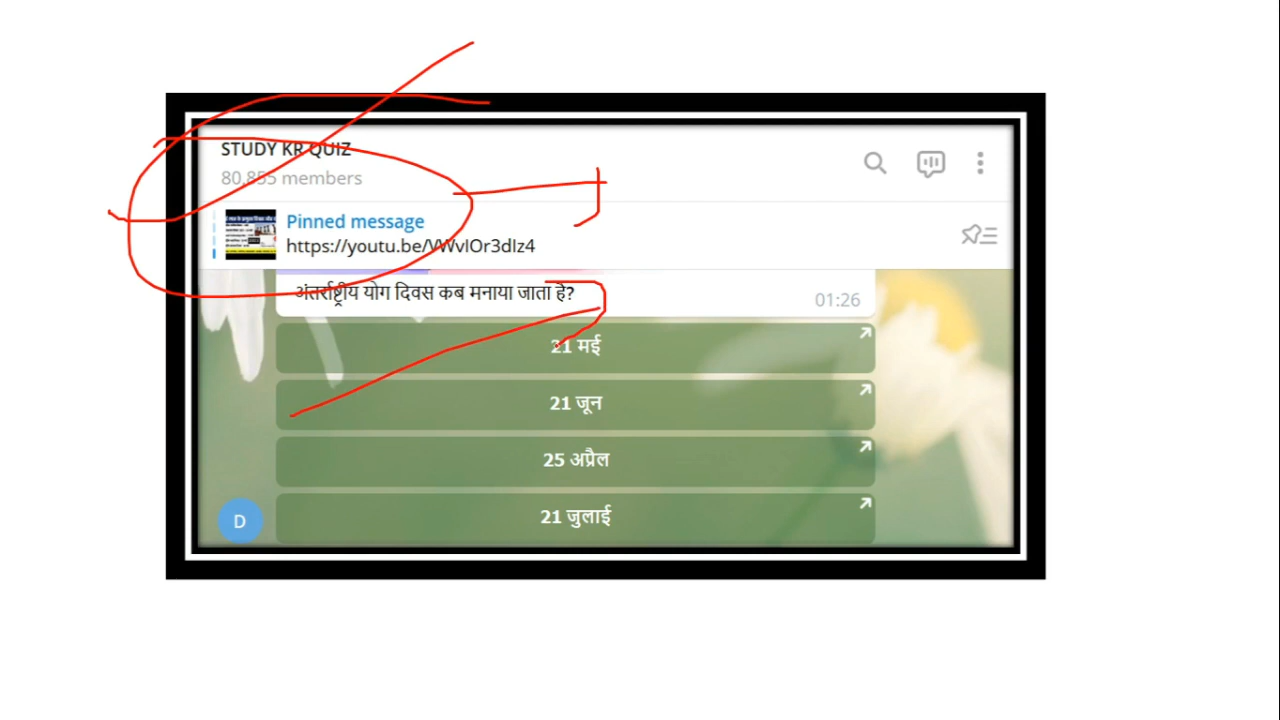 STUDY KR QUIZ
80,855 members
Pinned message
https://youtu.be/VWvlOr3dlz4
अंतर्राष्ट्रीय योग दिवस कब मनाया जाता है?
01:26
21 मई
21 जून
25 अप्रैल
21 जुलाई
D